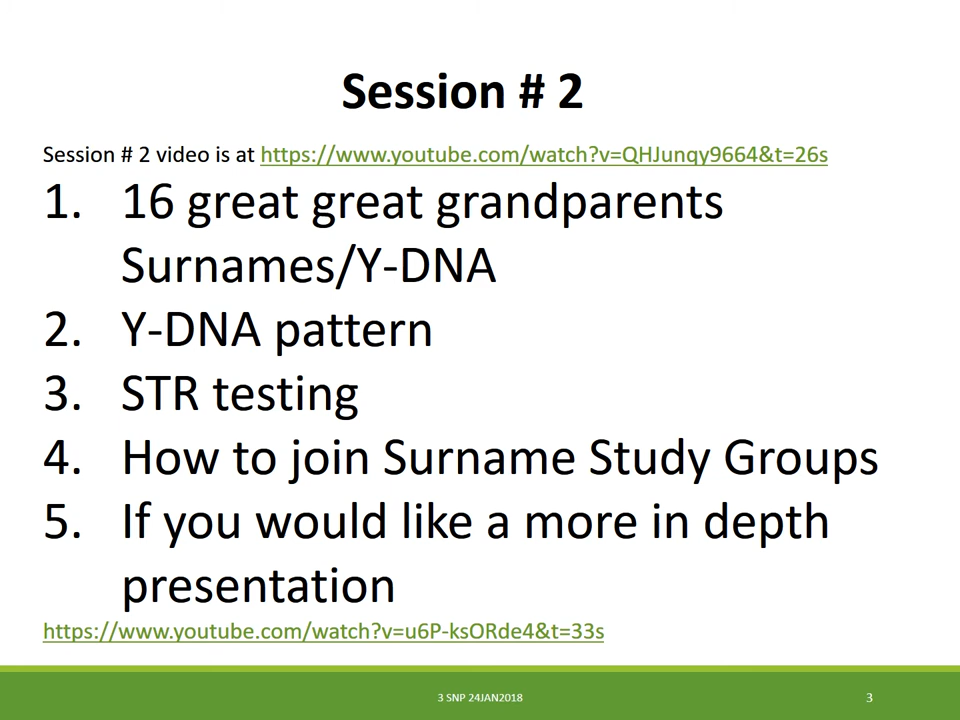 Session # 2
Session # 2 video is at https://www.youtube.com/watch?v=QHJunqy9664&t=26s
1. 16 great great grandparents
Surnames/Y-DNA
2. Y-DNA pattern
3. STR testing
4. How to join Surname Study Groups
5. If you would like a more in depth
presentation
https://www.youtube.com/watch?v=u6P-ksORde4&t=33s
3 SNP 24JAN2018
3